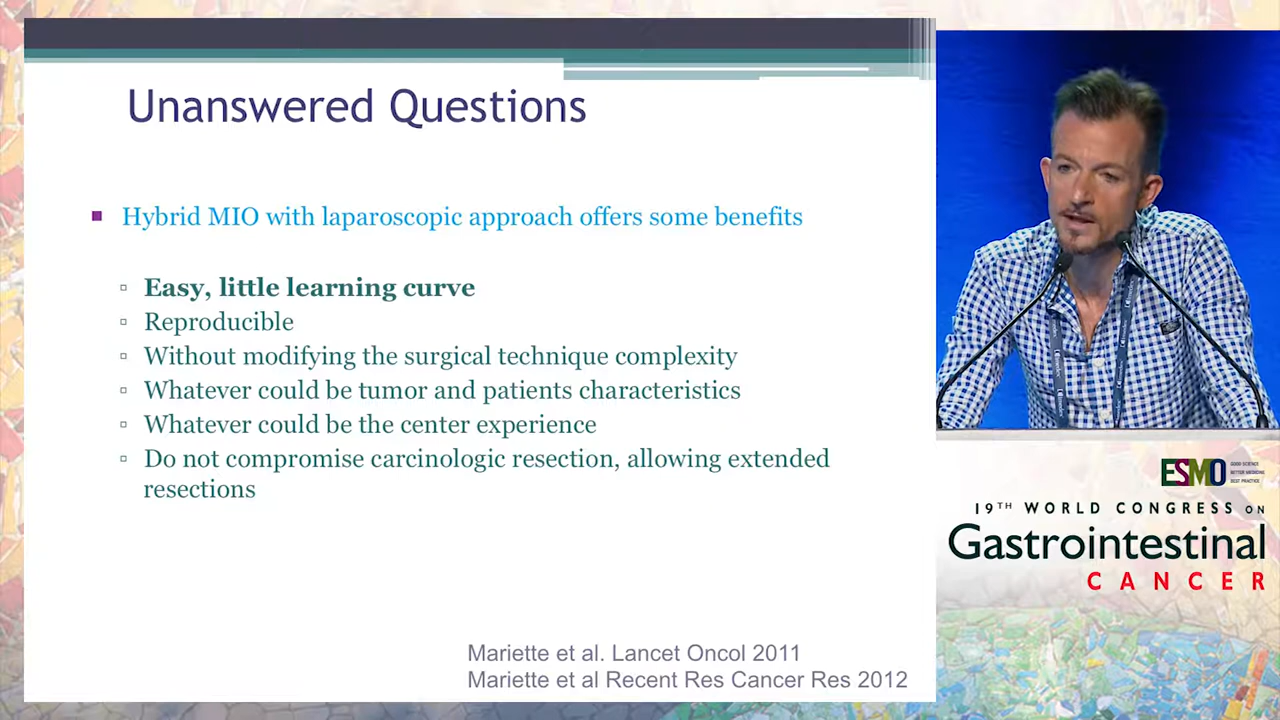 Unanswered Questions
Hybrid MIO with laparoscopic approach offers some benefits
Easy, little learning curve
Reproducible
Without modifying the surgical technique complexity
Whatever could be tumor and patients characteristics
Whatever could be the center experience
Do not compromise carcinologic resection, allowing extended
resections
Mariette et al. Lancet Oncol 2011
Mariette et al Recent Res Cancer Res 2012
ESMO
GOOD SCIENCE
BETTER MEDICINE
BEST PRACTICE
19TH WORLD CONGRESS ON
Gastrointestinal
CANCER